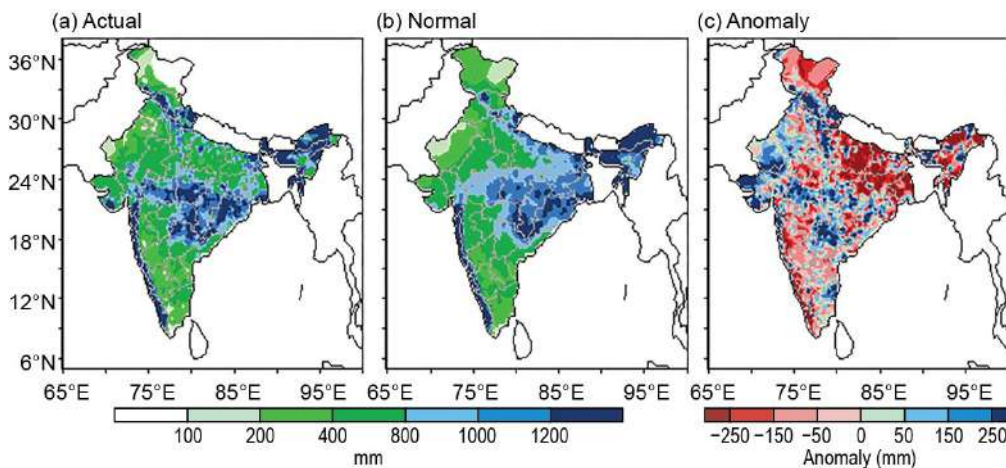 (a) Actual (b) Normal (c) Anomaly
36°N
30°N
24°N
18°N
12°N
6°N
65°E 75°E 85°E 95°E 65°E 75°E 85°E 95°E 65°E 75°E 85°E 95°E
100 200 400 800 1000 1200
mm
−250 −150 −50 0 50 150 250
Anomaly (mm)